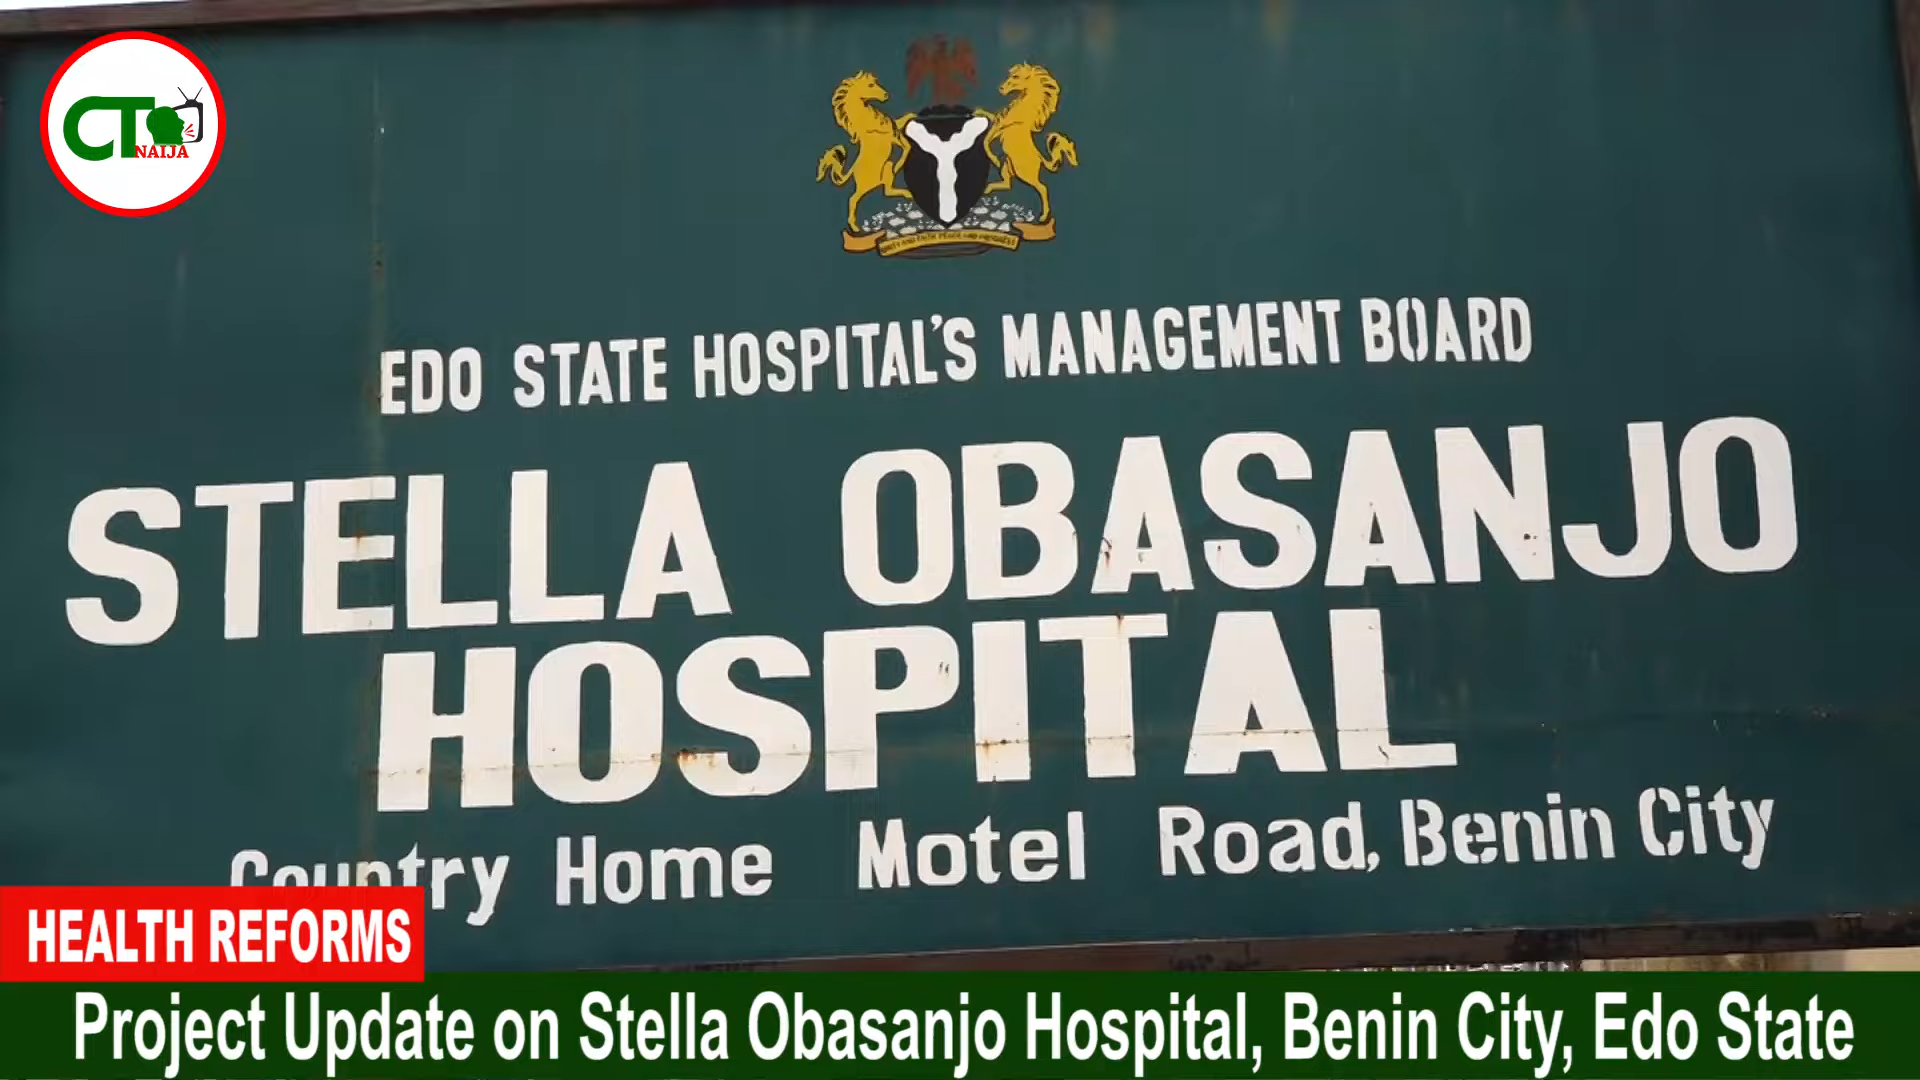 CT
NAIJA
EDO STATE HOSPITAL'S MANAGEMENT BOARD
STELLA OBASANJO
HOSPITAL
Country Home Motel Road, Benin City
HEALTH REFORMS
Project Update on Stella Obasanjo Hospital, Benin City, Edo State